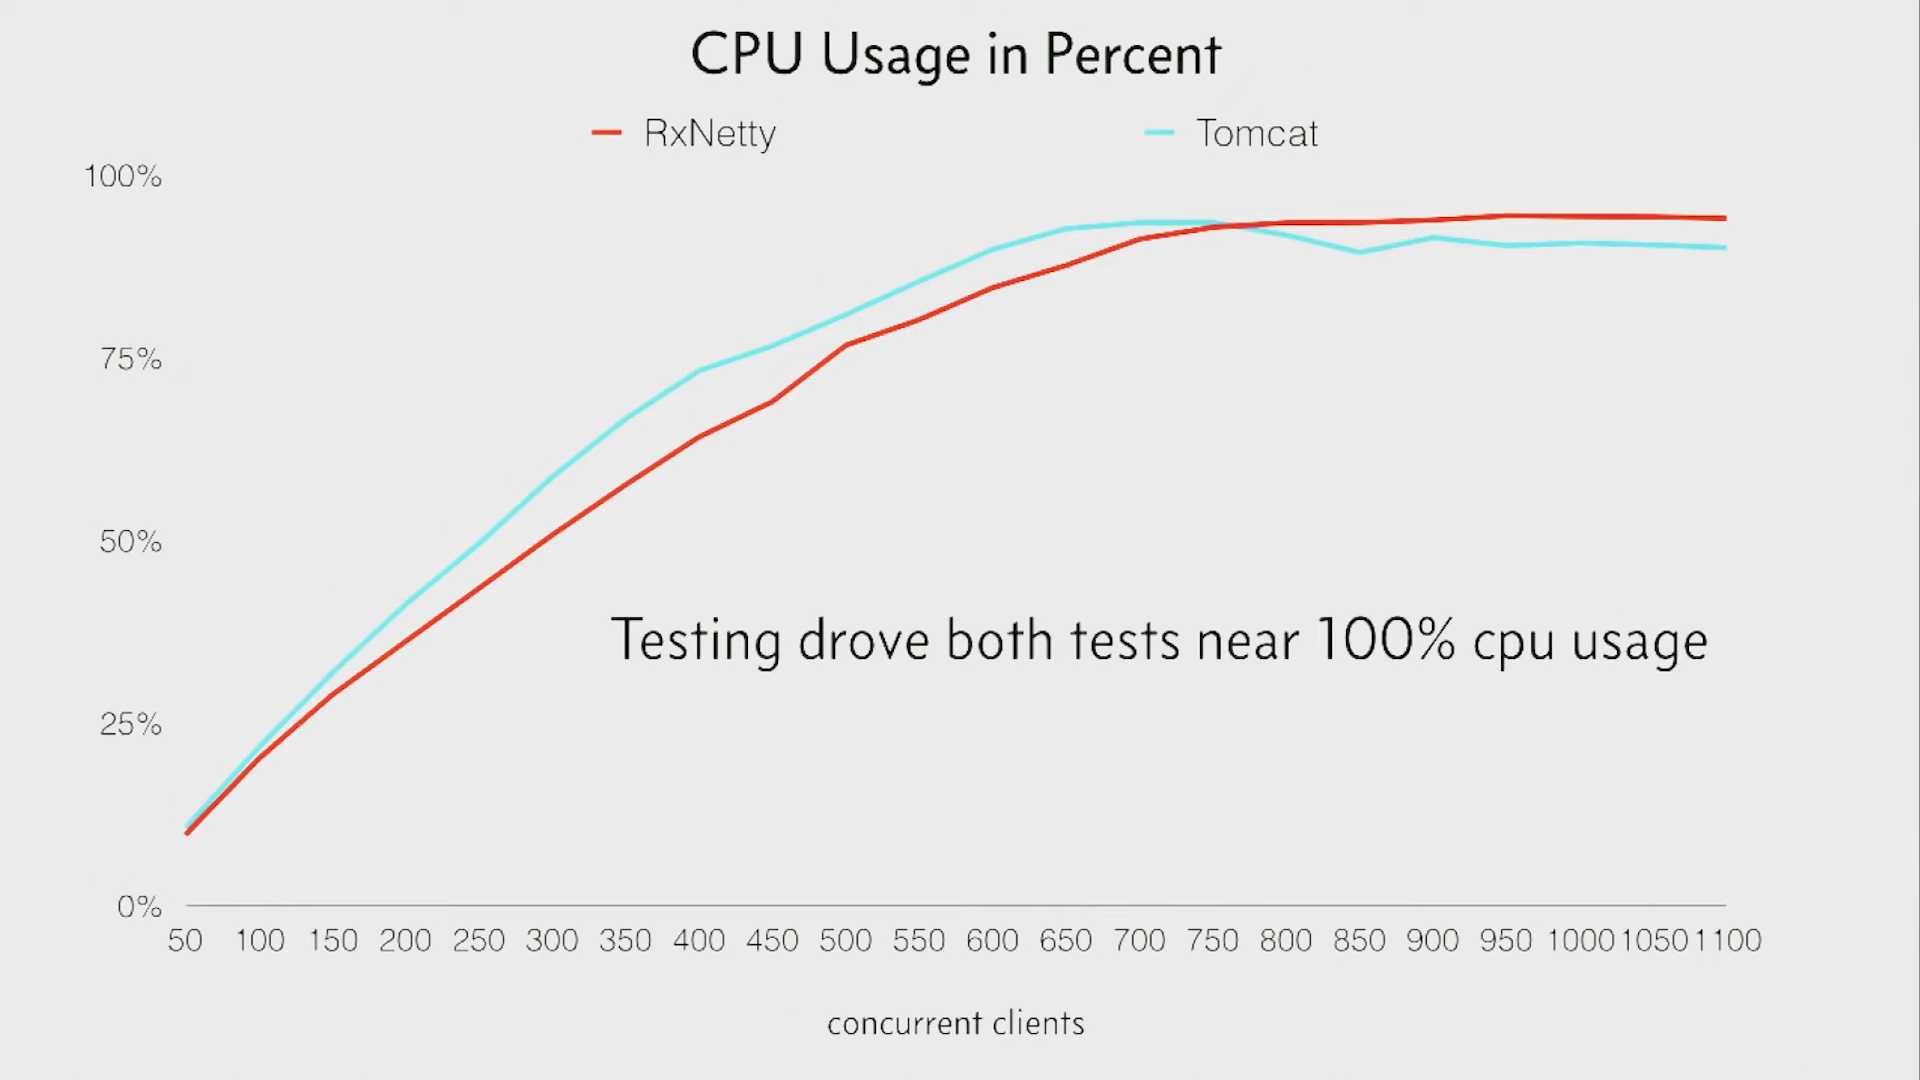 CPU Usage in Percent
RxNetty Tomcat
100%
75%
50%
Testing drove both tests near 100% cpu usage
25%
0%
50 100 150 200 250 300 350 400 450 500 550 600 650 700 750 800 850 900 950 1000 1050 1100
concurrent clients